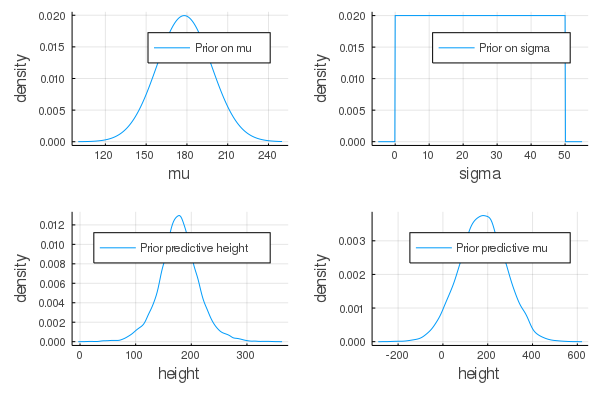 0.020
0.015
0.010
0.005
0.000
density
Prior on mu
120 150 180 210 240
mu
0.020
0.015
0.010
0.005
0.000
density
Prior on sigma
0 10 20 30 40 50
sigma
0.012
0.010
0.008
0.006
0.004
0.002
0.000
density
Prior predictive height
0 100 200 300
height
0.003
0.002
0.001
0.000
density
Prior predictive mu
-200 0 200 400 600
height